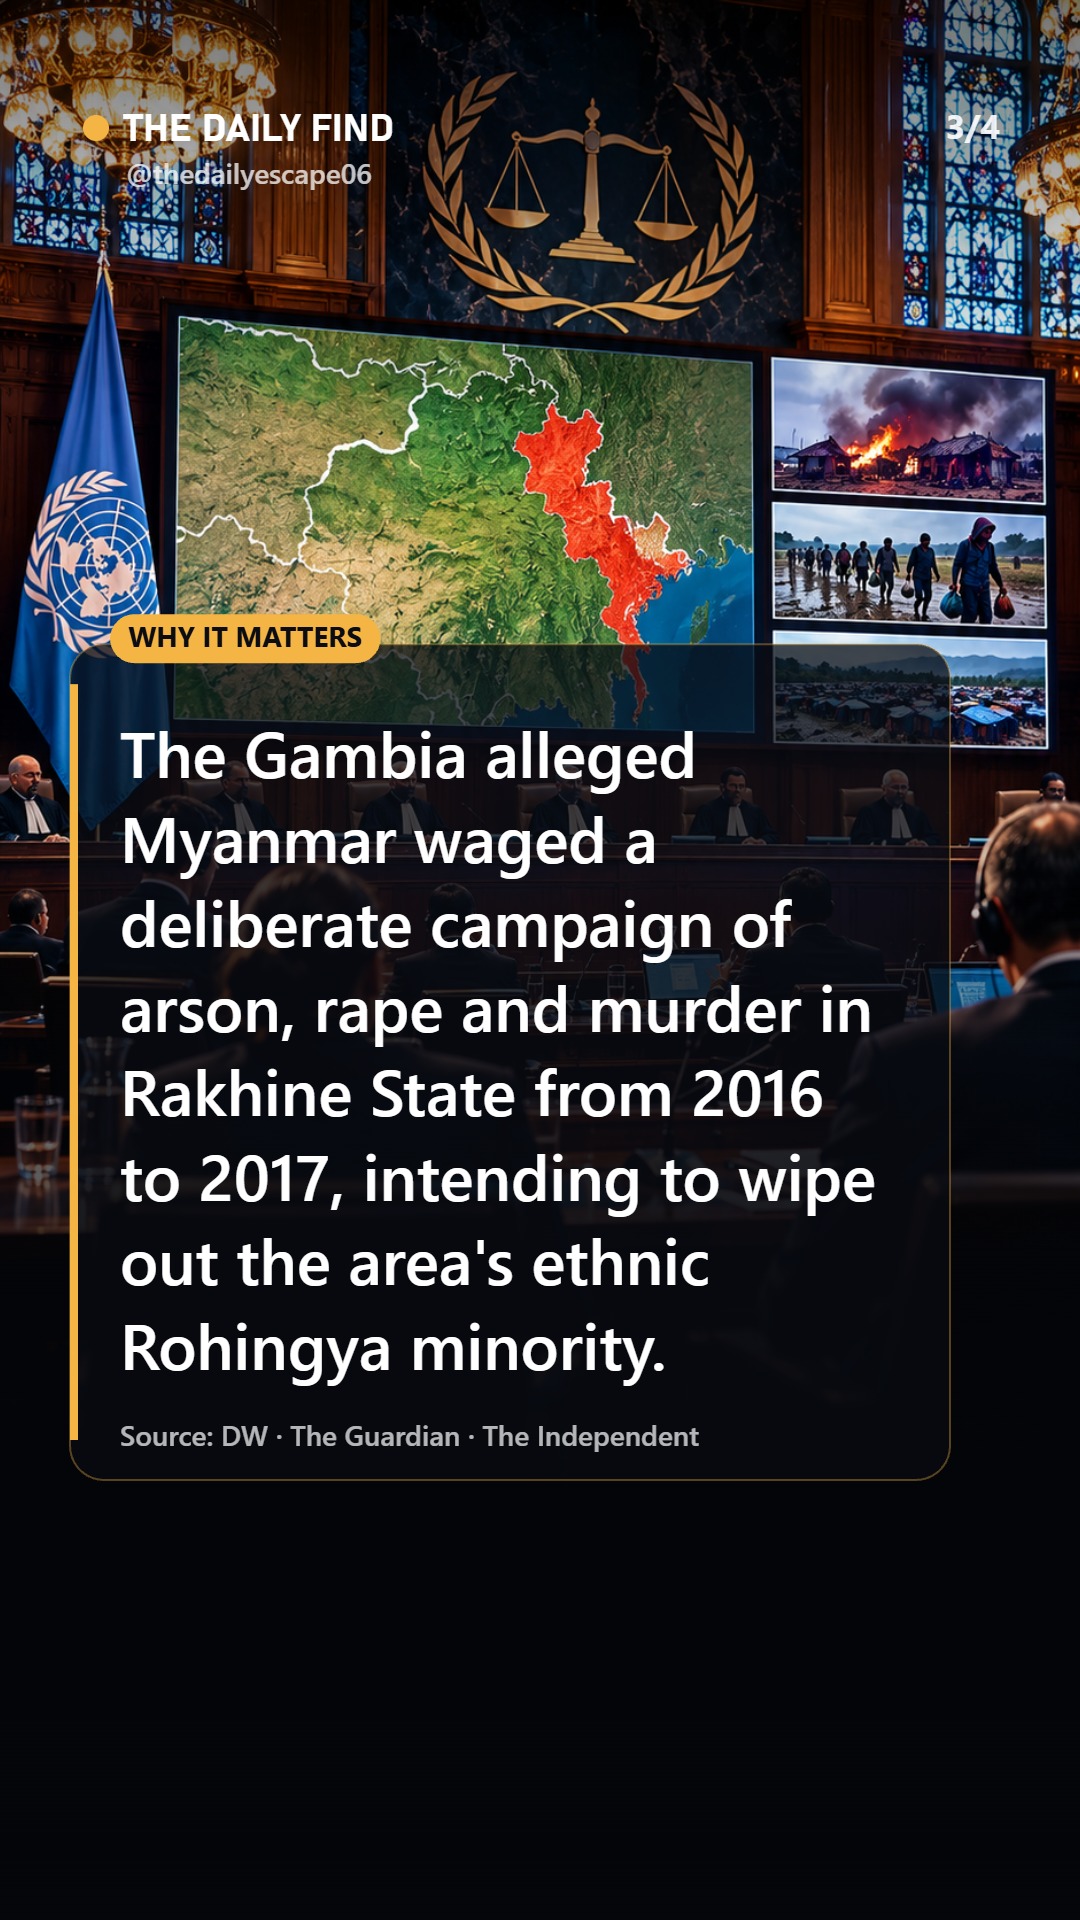 THE DAILY FIND
@thedailyescape06
3/4
WHY IT MATTERS
The Gambia alleged
Myanmar waged a
deliberate campaign of
arson, rape and murder in
Rakhine State from 2016
to 2017, intending to wipe
out the area's ethnic
Rohingya minority.
Source: DW · The Guardian · The Independent